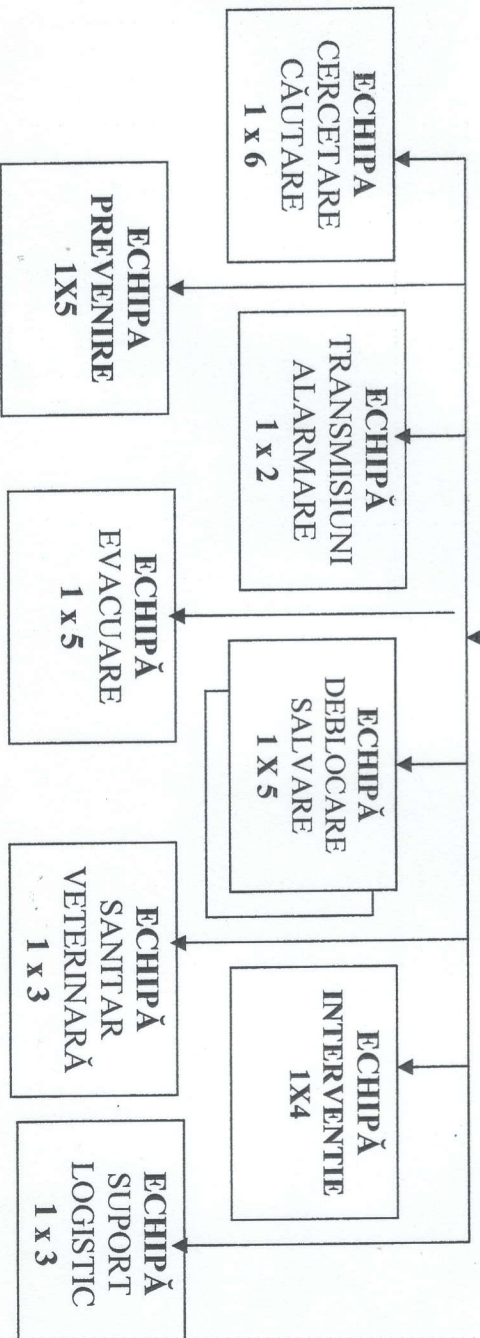 ECHIPA
CERCETARE
CĂUTARE
1 x 6
ECHIPĂ
TRANSMISIUNI
ALARMARE
1 x 2
ECHIPĂ
DEBLOCARE
SALVARE
1 X 5
ECHIPĂ
INTERVENTIE
1X4
ECHIPA
PREVENIRE
1X5
ECHIPĂ
EVACUARE
1 x 5
ECHIPĂ
SANITAR
VETERINARĂ
1 x 3
ECHIPĂ
SUPORT
LOGISTIC
1 x 3